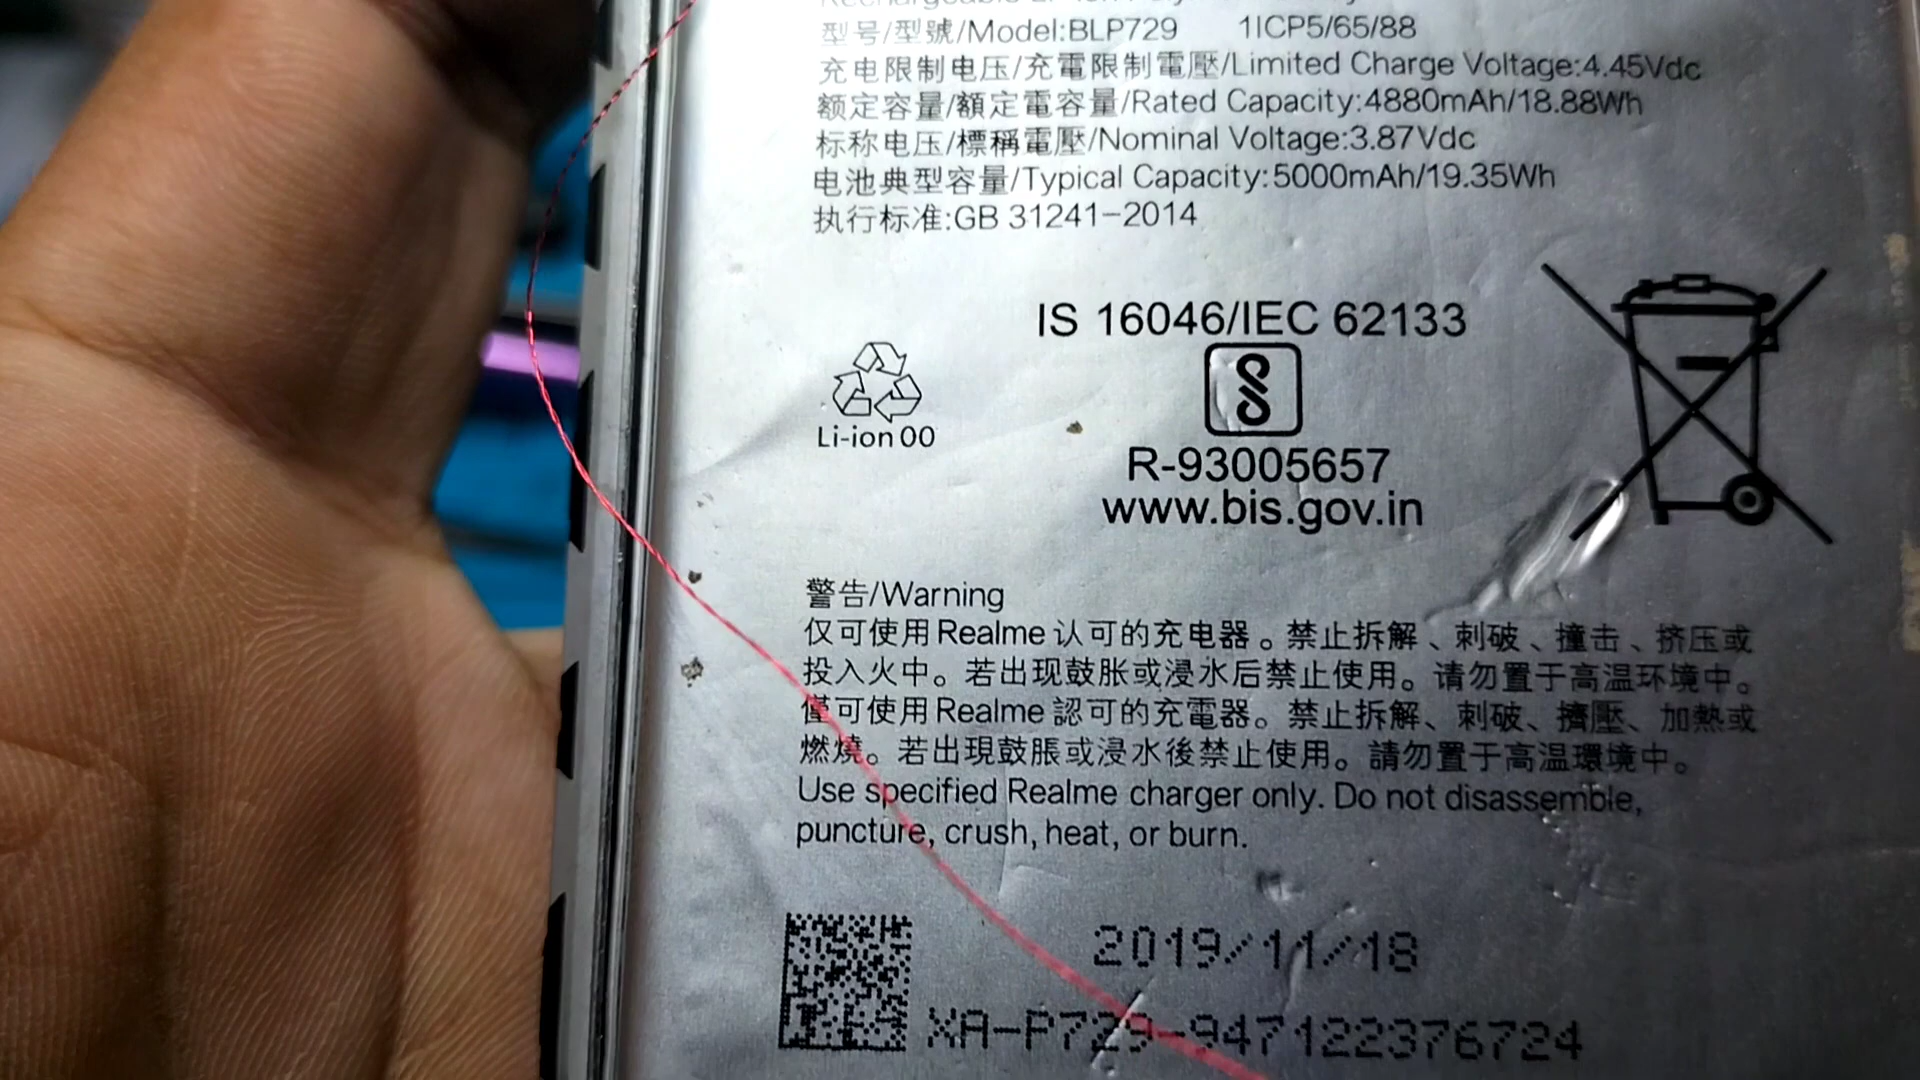 型号/型號/Model:BLP729 1ICP5/65/88
充电限制电压/充電限制電壓/Limited Charge Voltage:4.45Vdc
额定容量/額定電容量/Rated Capacity:4880mAh/18.88Wh
标称电压/標稱電壓/Nominal Voltage:3.87Vdc
电池典型容量/Typical Capacity:5000mAh/19.35Wh
执行标准:GB 31241-2014
IS 16046/IEC 62133
Li-ion 00
R-93005657
www.bis.gov.in
警告/Warning
仅可使用Realme认可的充电器。禁止拆解、刺破、撞击、挤压或
投入火中。若出现鼓胀或浸水后禁止使用。请勿置于高温环境中。
僅可使用Realme認可的充電器。禁止拆解、刺破、擠壓、加熱或
燃燒。若出現鼓脹或浸水後禁止使用。請勿置于高温環境中。
Use specified Realme charger only. Do not disassemble,
puncture, crush, heat, or burn.
2019/11/18
XA-P729-947122376724